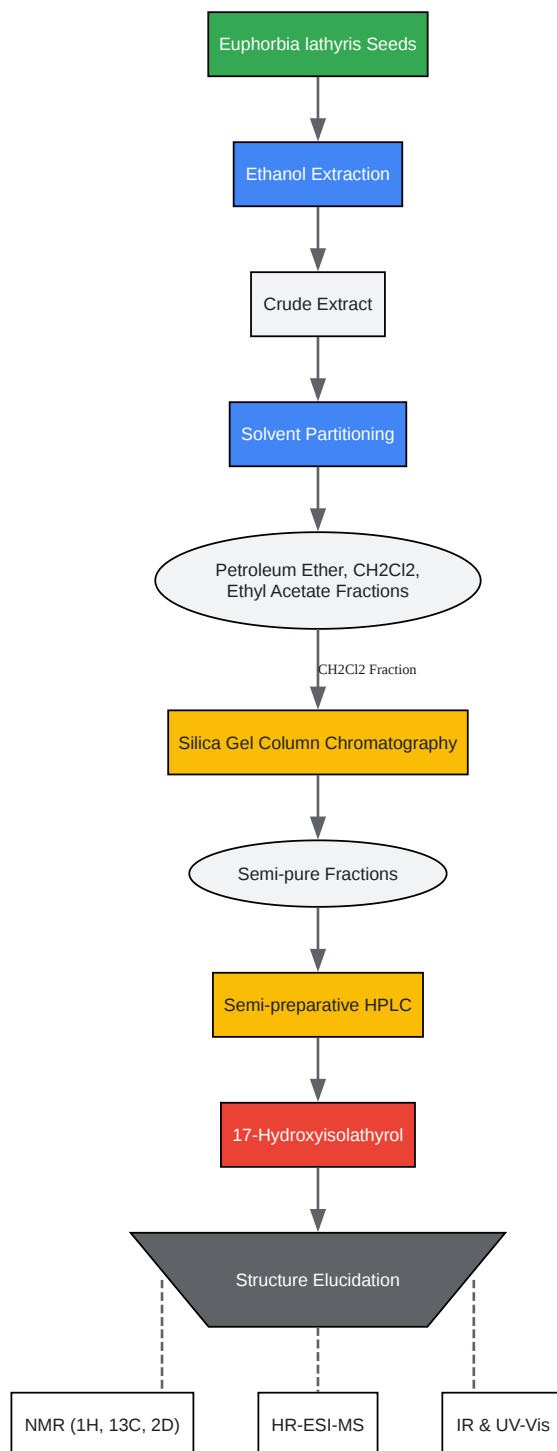 Euphorbia lathyris Seeds
Ethanol Extraction
Crude Extract
Solvent Partitioning
Petroleum Ether, CH2Cl2,
Ethyl Acetate Fractions
CH2Cl2 Fraction
Silica Gel Column Chromatography
Semi-pure Fractions
Semi-preparative HPLC
17-Hydroxyisolathyrol
Structure Elucidation
NMR (1H, 13C, 2D)
HR-ESI-MS
IR & UV-Vis